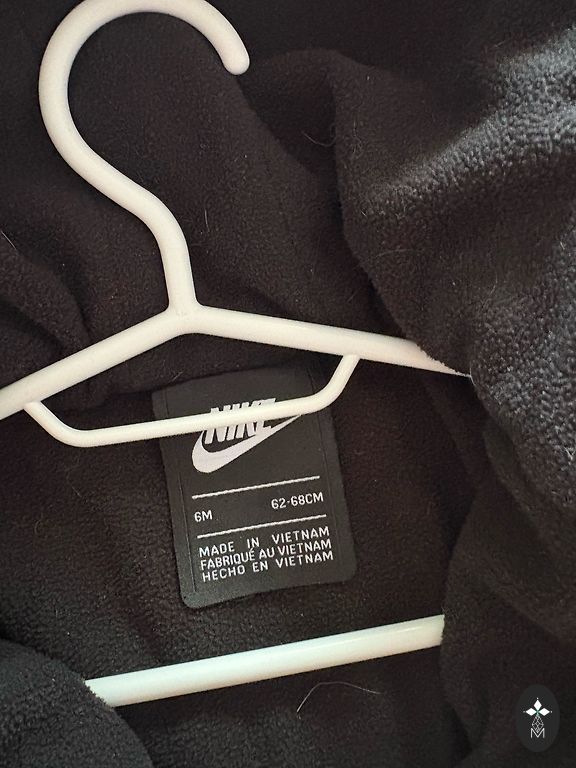 NIKE
6M 62-68CM
MADE IN VIETNAM
FABRIQUÉ AU VIETNAM
HECHO EN VIETNAM
M